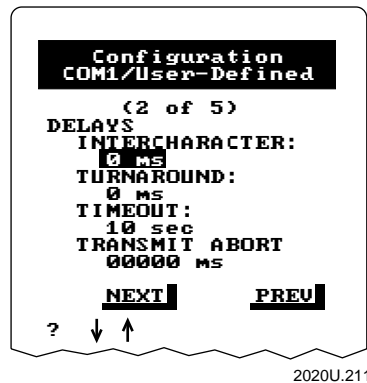 Configuration
COM1/User-Defined
(2 of 5)
DELAYS
INTERCHARACTER:
0 ms
TURNAROUND:
0 ms
TIMEOUT:
10 sec
TRANSMIT ABORT
00000 ms
NEXT PREV
? ↓ ↑
2020U.211